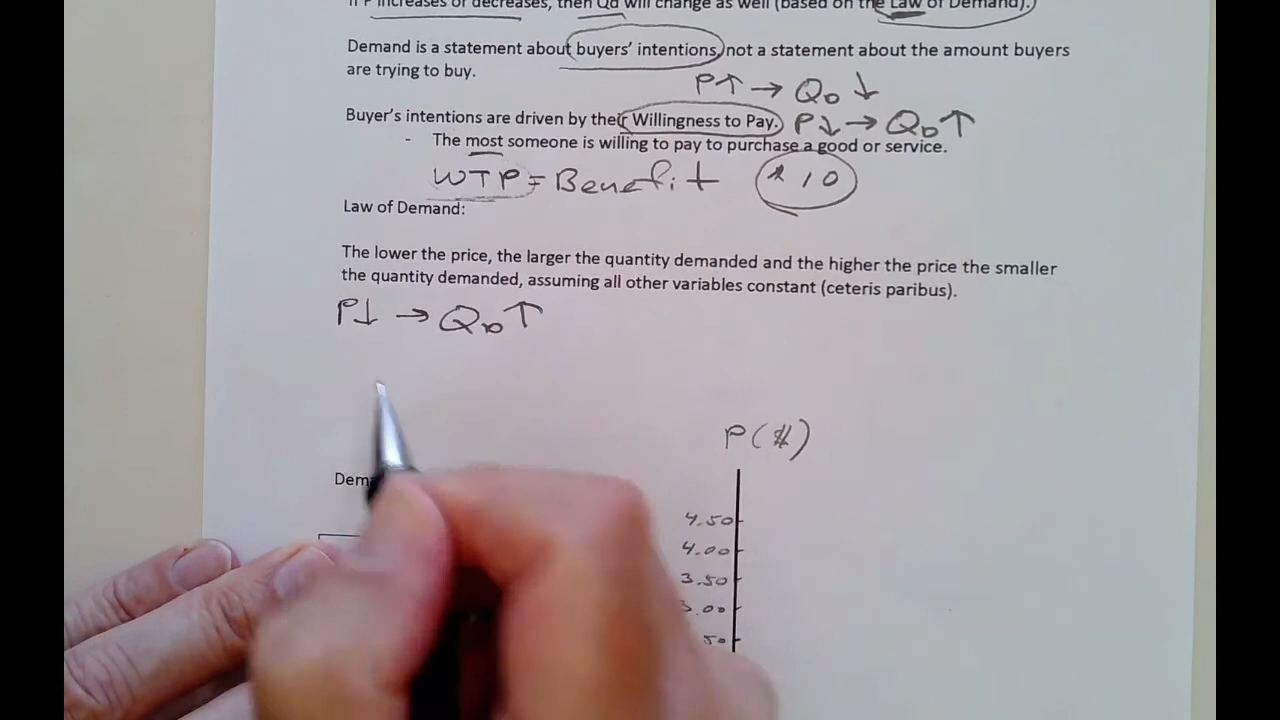 If P increases or decreases, then Qd will change as well (based on the Law of Demand).
Demand is a statement about buyers' intentions, not a statement about the amount buyers
are trying to buy.
P↑ → QD ↓
Buyer's intentions are driven by their Willingness to Pay. P↓ → QD ↑
- The most someone is willing to pay to purchase a good or service.
WTP = Benefit $10
Law of Demand:
The lower the price, the larger the quantity demanded and the higher the price the smaller
the quantity demanded, assuming all other variables constant (ceteris paribus).
P↓ → QD ↑
P($)
Dem
4.50
4.00
3.50
3.00
50